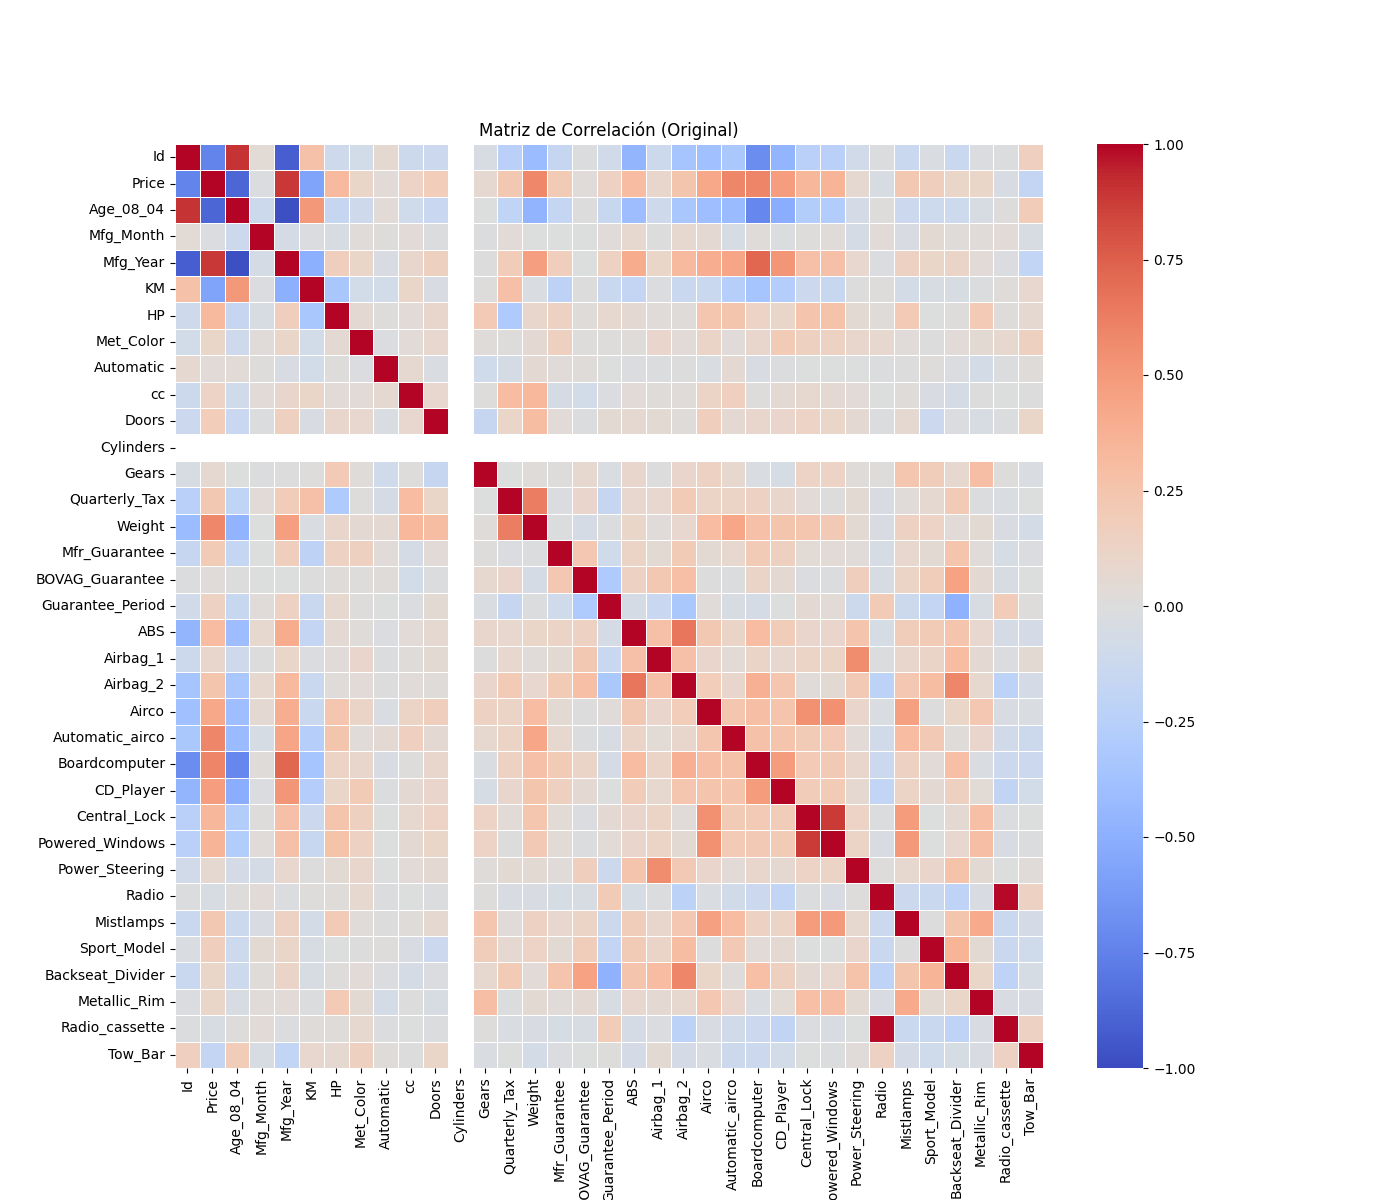 Matriz de Correlación (Original)
Id
Price
Age_08_04
Mfg_Month
Mfg_Year
KM
HP
Met_Color
Automatic
cc
Doors
Cylinders
Gears
Quarterly_Tax
Weight
Mfr_Guarantee
BOVAG_Guarantee
Guarantee_Period
ABS
Airbag_1
Airbag_2
Airco
Automatic_airco
Boardcomputer
CD_Player
Central_Lock
Powered_Windows
Power_Steering
Radio
Mistlamps
Sport_Model
Backseat_Divider
Metallic_Rim
Radio_cassette
Tow_Bar
Id
Price
Age_08_04
Mfg_Month
Mfg_Year
KM
HP
Met_Color
Automatic
cc
Doors
Cylinders
Gears
Quarterly_Tax
Weight
Mfr_Guarantee
OVAG_Guarantee
Guarantee_Period
ABS
Airbag_1
Airbag_2
Airco
Automatic_airco
Boardcomputer
CD_Player
Central_Lock
owered_Windows
Power_Steering
Radio
Mistlamps
Sport_Model
Backseat_Divider
Metallic_Rim
Radio_cassette
Tow_Bar
1.00
0.75
0.50
0.25
0.00
−0.25
−0.50
−0.75
−1.00